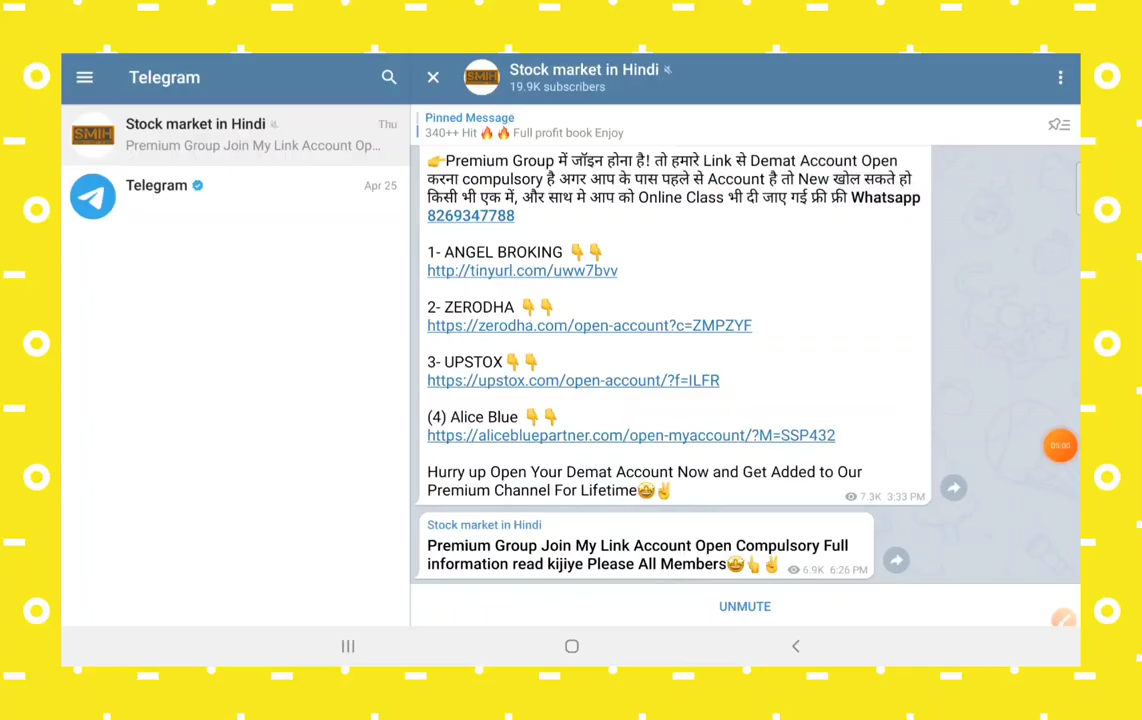 Telegram
Stock market in Hindi
Thu
Premium Group Join My Link Account Op...
Telegram
Apr 25
Stock market in Hindi
19.9K subscribers
Pinned Message
340++ Hit 🔥 🔥 Full profit book Enjoy
👉Premium Group में जॉइन होना है! तो हमारे Link से Demat Account Open
करना compulsory है अगर आप के पास पहले से Account है तो New खोल सकते हो
किसी भी एक में, और साथ मे आप को Online Class भी दी जाए गई फ्री फ्री Whatsapp
8269347788
1- ANGEL BROKING 👇👇
http://tinyurl.com/uww7bvv
2- ZERODHA 👇👇
https://zerodha.com/open-account?c=ZMPZYF
3- UPSTOX👇👇
https://upstox.com/open-account/?f=ILFR
(4) Alice Blue 👇👇
https://alicebluepartner.com/open-myaccount/?M=SSP432
Hurry up Open Your Demat Account Now and Get Added to Our
Premium Channel For Lifetime🤩✌
7.3K 3:33 PM
Stock market in Hindi
Premium Group Join My Link Account Open Compulsory Full
information read kijiye Please All Members🤩👆✌
6.9K 6:26 PM
UNMUTE
05:00
SMIH
SMIH